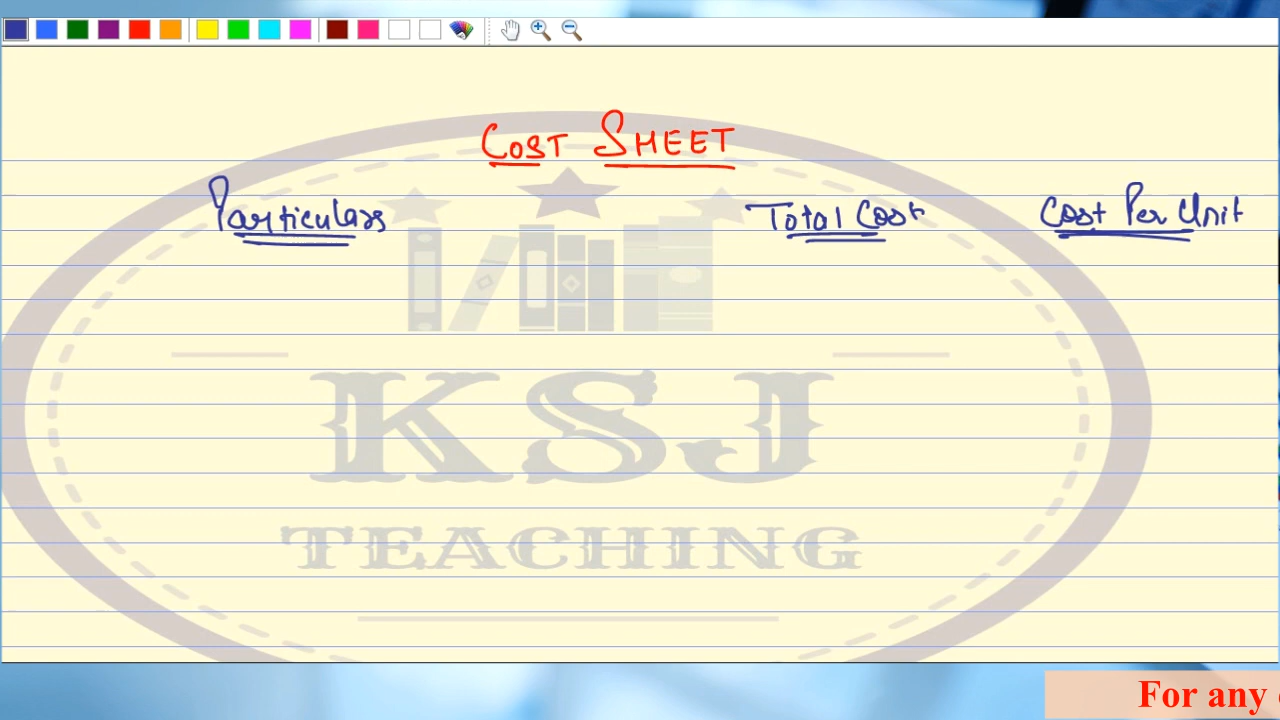 COST SHEET
Particulars Total Cost Cost Per Unit
KSJ
TEACHING
For any